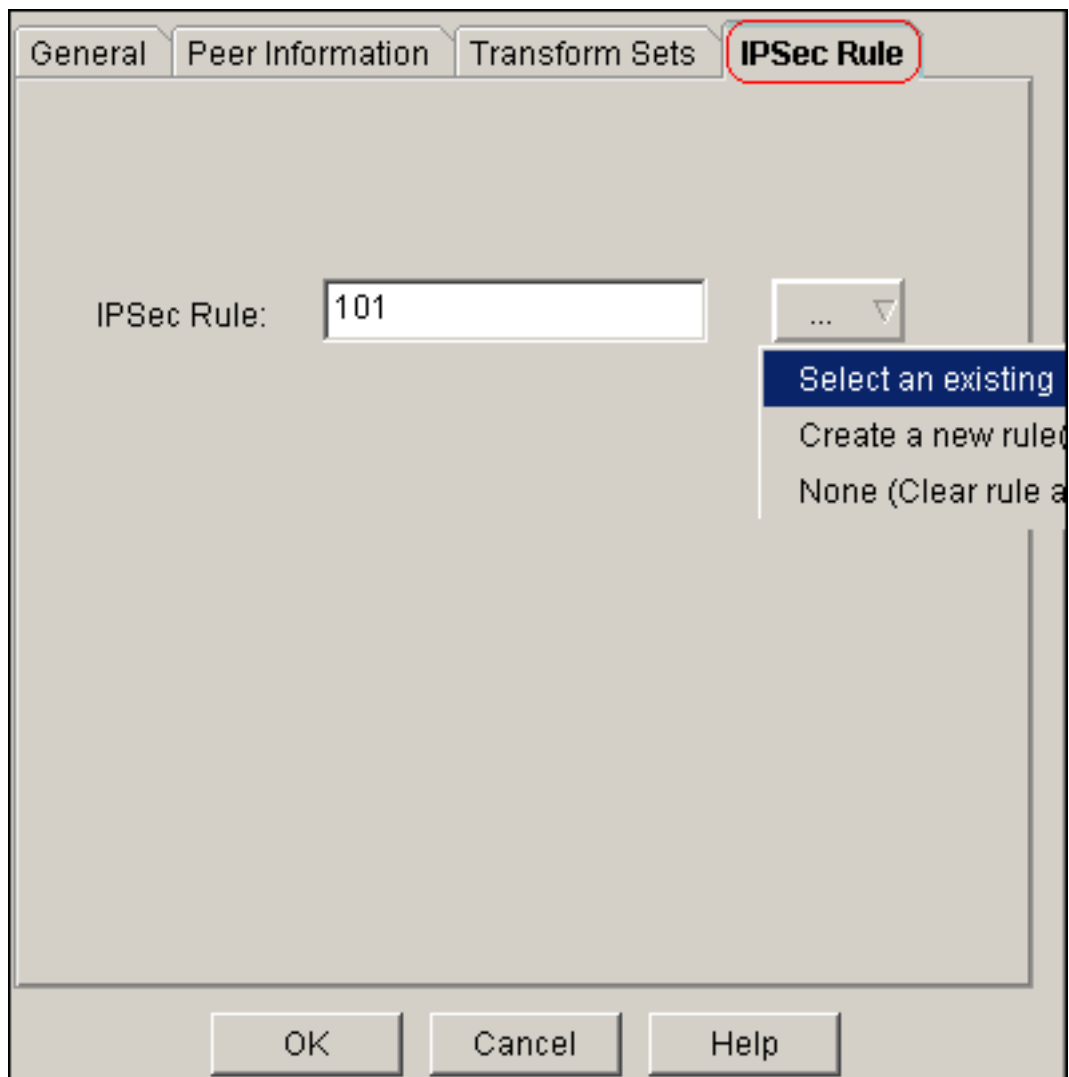 General Peer Information Transform Sets IPSec Rule
IPSec Rule: 101 ...
Select an existing
Create a new rule
None (Clear rule a
OK Cancel Help